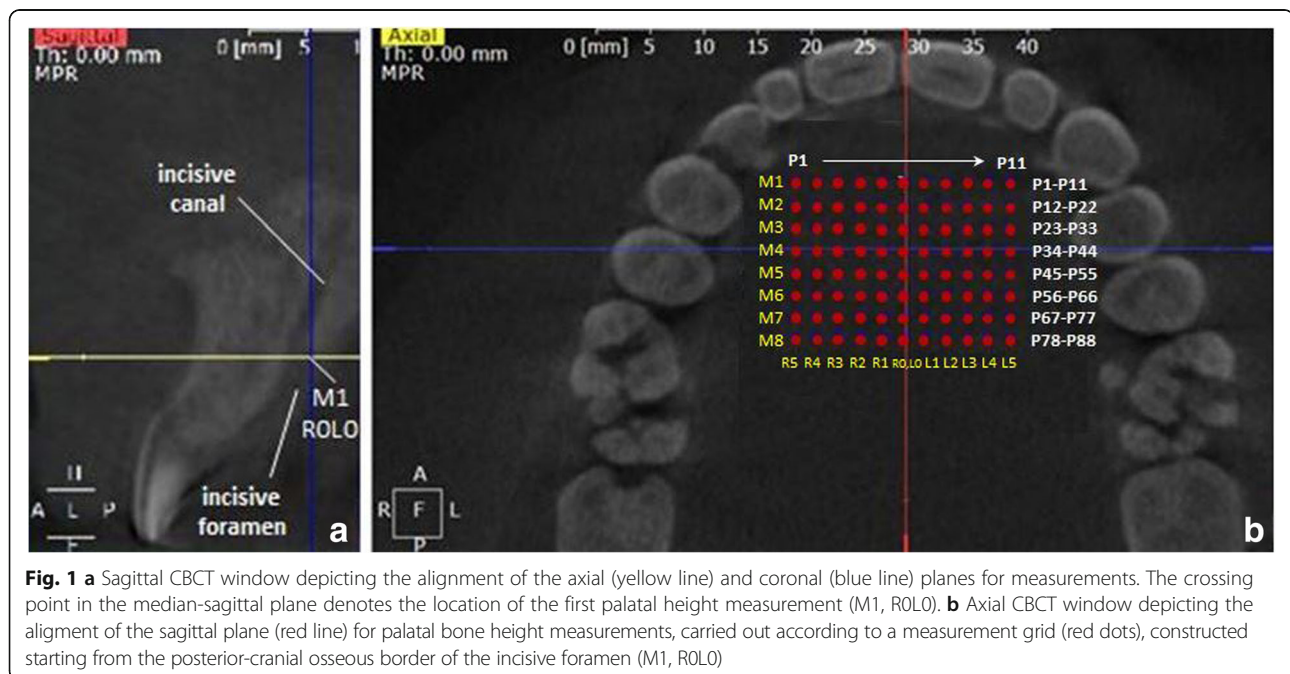 Sagittal
Th: 0.00 mm
MPR
0 [mm] 5
incisive
canal
M1
R0L0
incisive
foramen
A L P
a
Axial
Th: 0.00 mm
MPR
0 [mm] 5 10 15 20 25 30 35 40
P1 P11
M1 P1-P11
M2 P12-P22
M3 P23-P33
M4 P34-P44
M5 P45-P55
M6 P56-P66
M7 P67-P77
M8 P78-P88
R5 R4 R3 R2 R1 R0,L0 L1 L2 L3 L4 L5
A
R F L
P
b
Fig. 1 a Sagittal CBCT window depicting the alignment of the axial (yellow line) and coronal (blue line) planes for measurements. The crossing
point in the median-sagittal plane denotes the location of the first palatal height measurement (M1, R0L0). b Axial CBCT window depicting the
aligment of the sagittal plane (red line) for palatal bone height measurements, carried out according to a measurement grid (red dots), constructed
starting from the posterior-cranial osseous border of the incisive foramen (M1, R0L0)